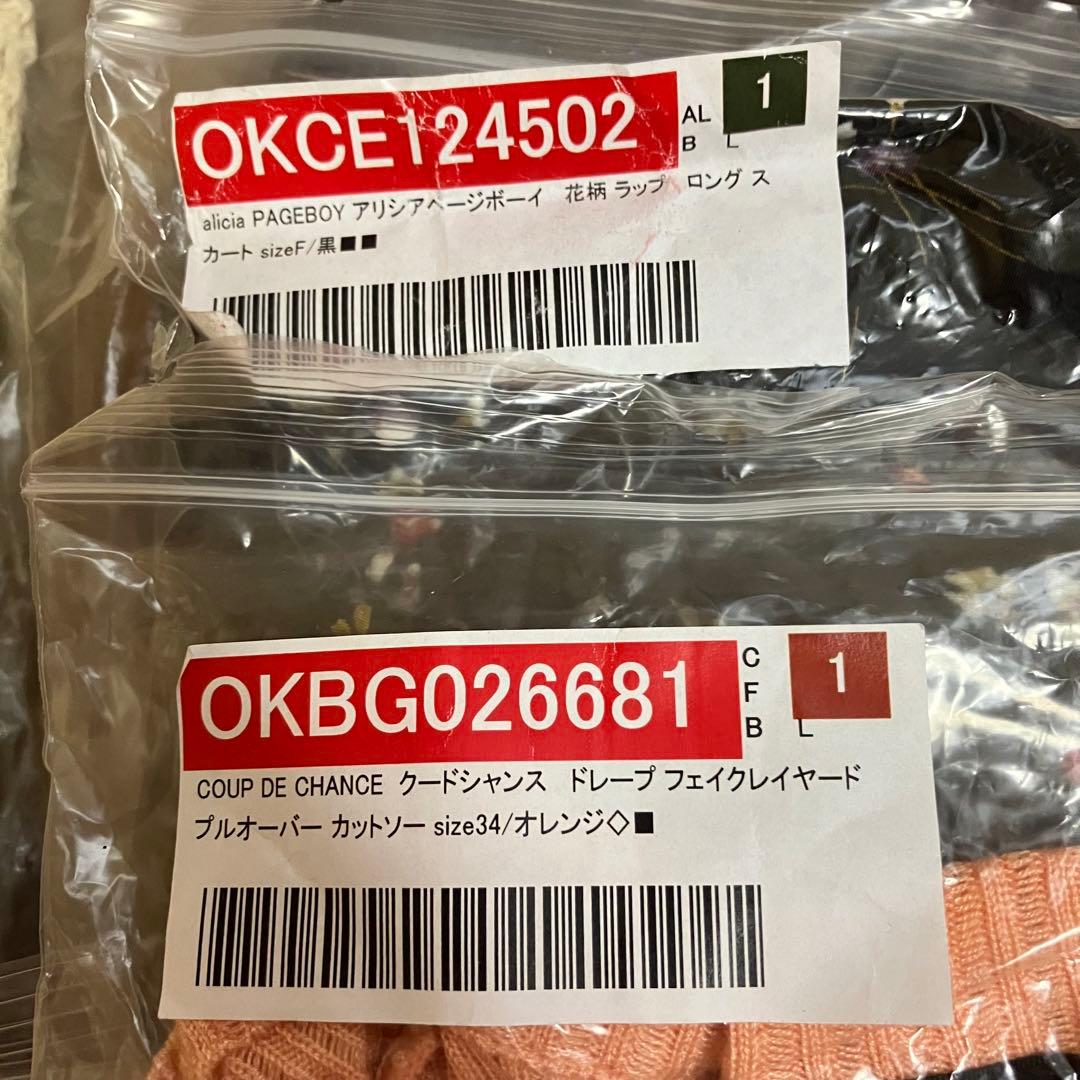 OKCE124502
AL
B L
1
alicia PAGEBOY アリシアページボーイ 花柄 ラップ ロング ス
カート sizeF/黒■■
OKBG026681
C
F
B L
1
COUP DE CHANCE クードシャンス ドレープ フェイクレイヤード
プルオーバー カットソー size34/オレンジ◇■